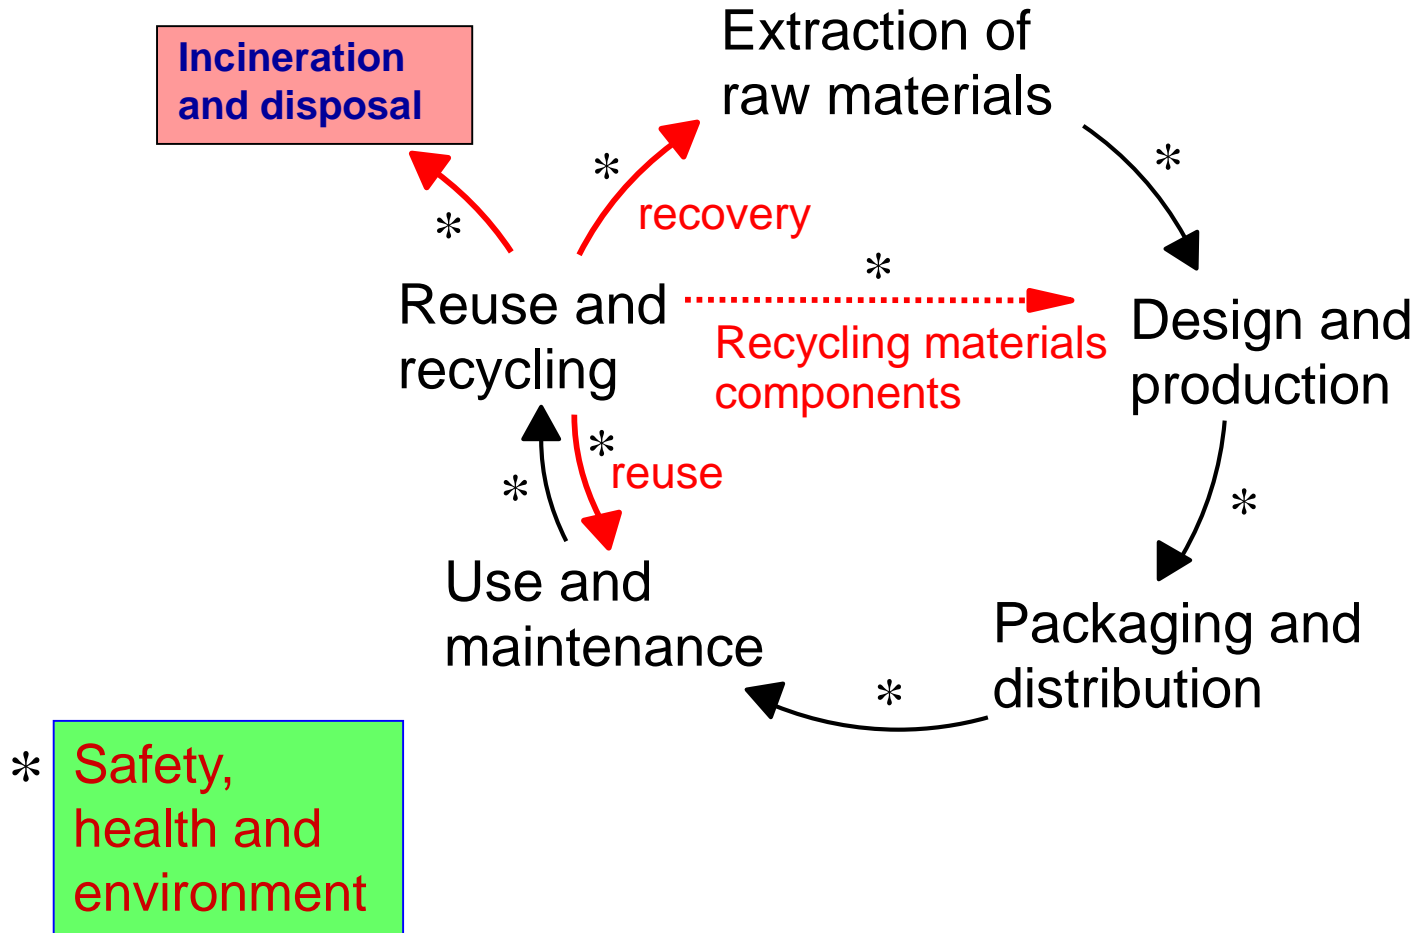 Incineration
and disposal
Extraction of
raw materials
*
*
*
recovery
*
Reuse and
recycling
Recycling materials
components
Design and
production
*
reuse
*
*
Use and
maintenance
Packaging and
distribution
*
* Safety,
health and
environment